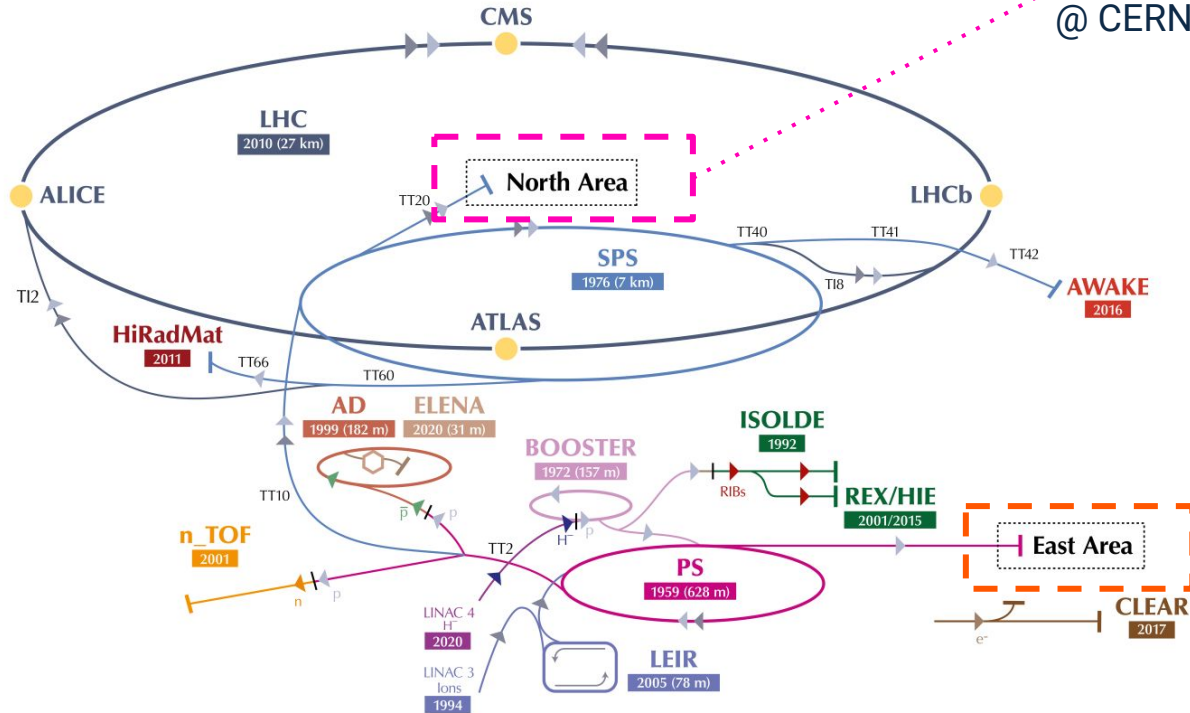 @ CERN
CMS
LHC
2010 (27 km)
North Area
ALICE
TT20
LHCb
TT40
TT41
TT42
SPS
1976 (7 km)
TI8
AWAKE
2016
TI2
ATLAS
HiRadMat
2011
TT66
TT60
AD
1999 (182 m)
ELENA
2020 (31 m)
ISOLDE
1992
BOOSTER
1972 (157 m)
RIBs
REX/HIE
2001/2015
TT10
p̅
p
H⁻
p
n_TOF
2001
TT2
East Area
PS
1959 (628 m)
n
p
LINAC 4
H⁻
2020
CLEAR
2017
e⁻
LINAC 3
Ions
1994
LEIR
2005 (78 m)